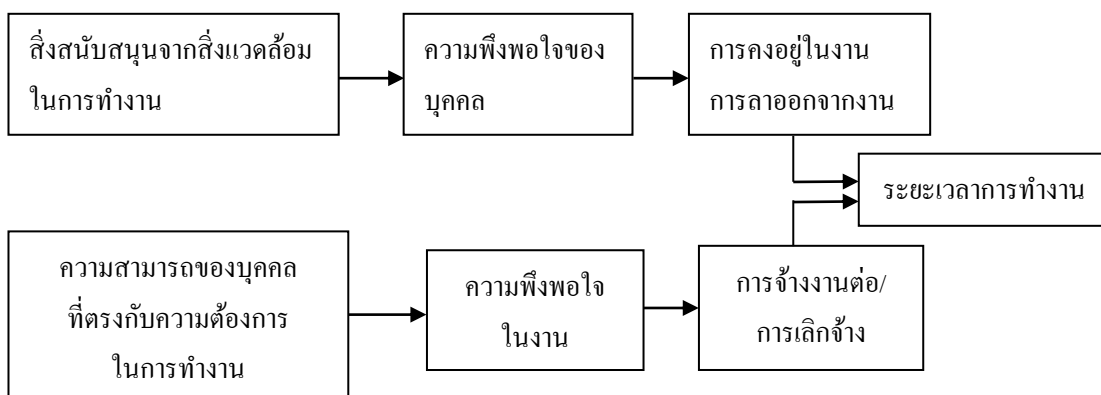 สิ่งสนับสนุนจากสิ่งแวดล้อม
ในการทำงาน
ความพึงพอใจของ
บุคคล
การคงอยู่ในงาน
การลาออกจากงาน
ระยะเวลาการทำงาน
ความสามารถของบุคคล
ที่ตรงกับความต้องการ
ในการทำงาน
ความพึงพอใจ
ในงาน
การจ้างงานต่อ/
การเลิกจ้าง